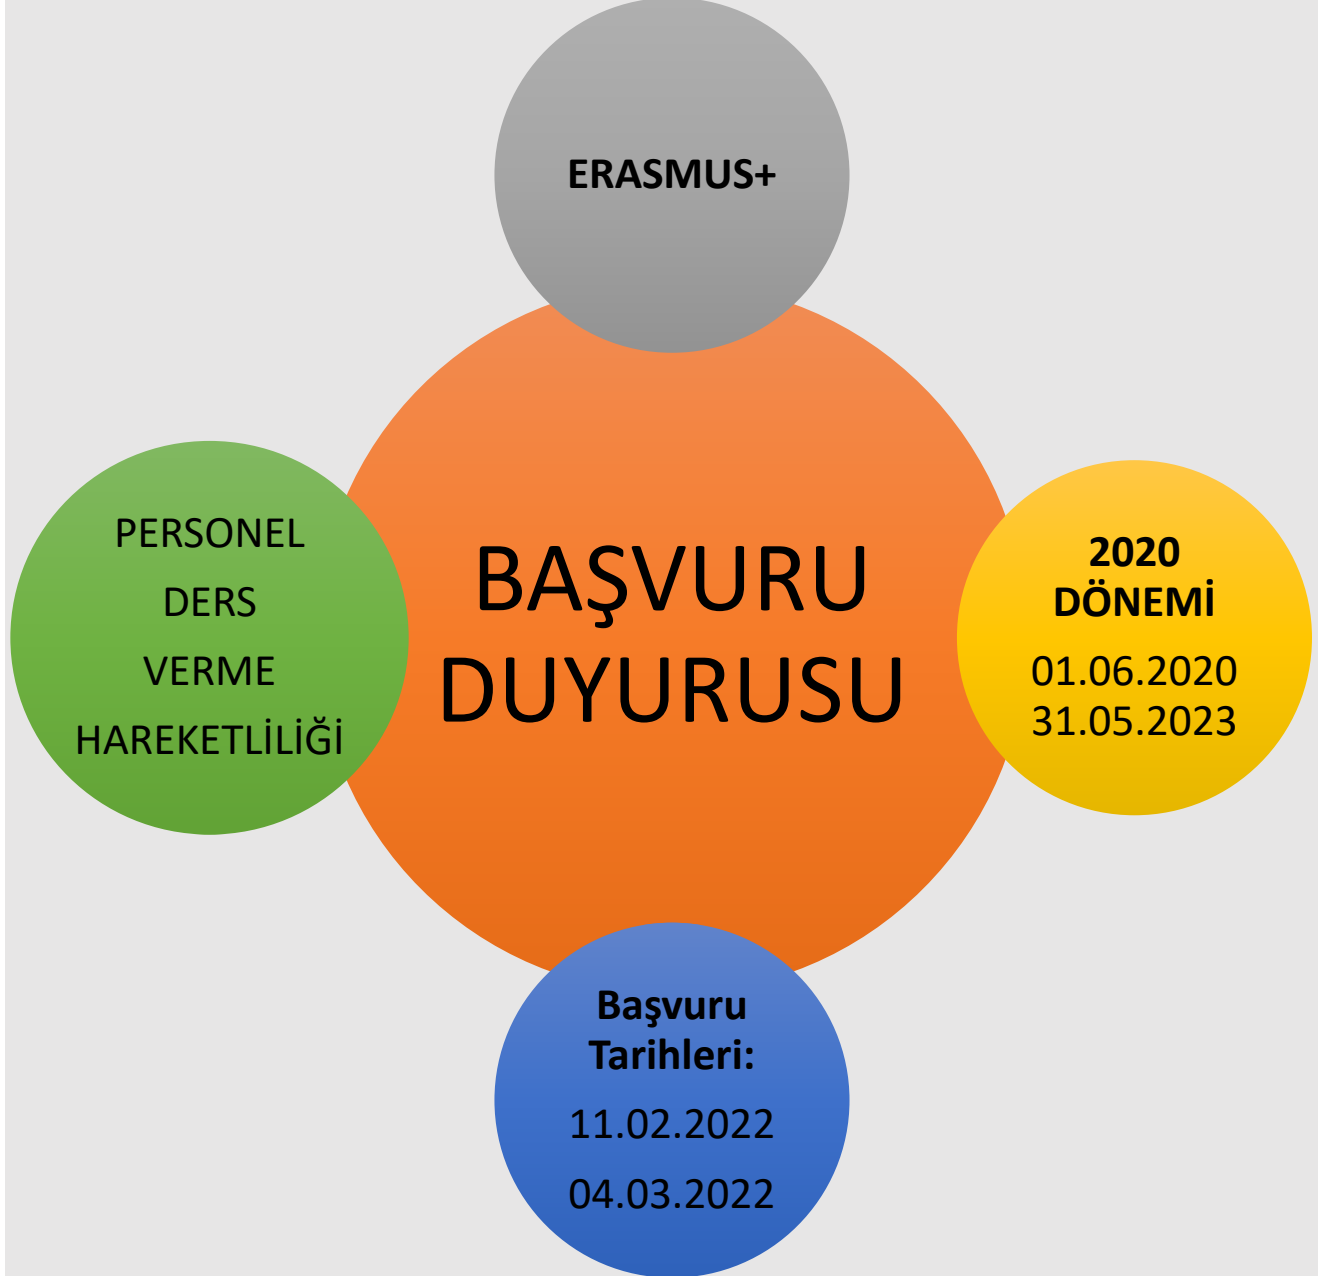 ERASMUS+
PERSONEL
DERS
VERME
HAREKETLİLİĞİ
BAŞVURU
DUYURUSU
2020
DÖNEMİ
01.06.2020
31.05.2023
Başvuru
Tarihleri:
11.02.2022
04.03.2022